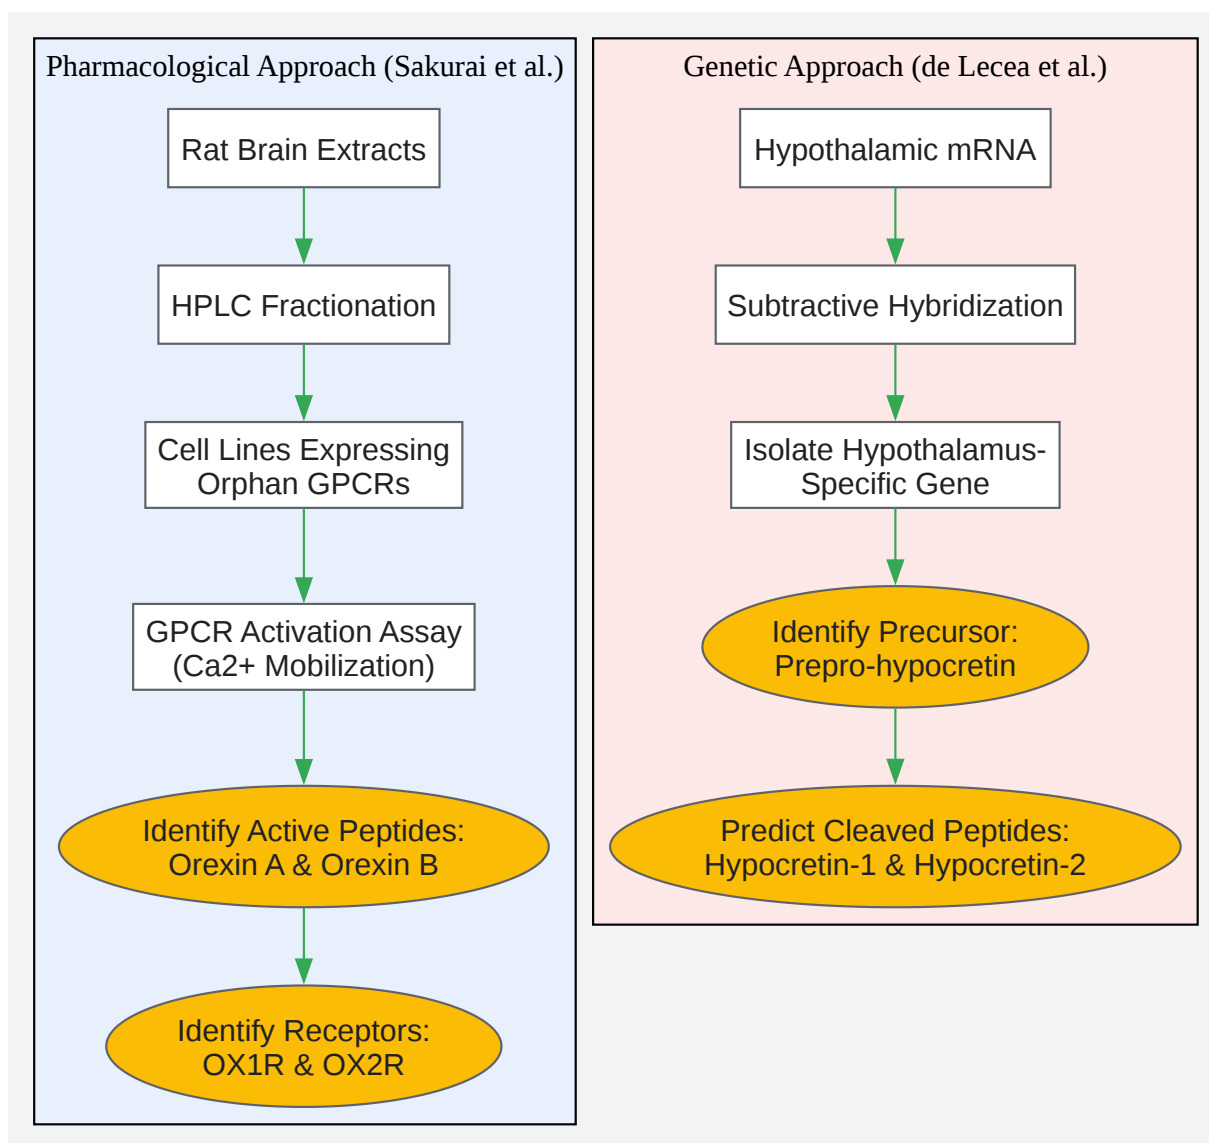 Pharmacological Approach (Sakurai et al.)
Rat Brain Extracts
HPLC Fractionation
Cell Lines Expressing
Orphan GPCRs
GPCR Activation Assay
(Ca2+ Mobilization)
Identify Active Peptides:
Orexin A & Orexin B
Identify Receptors:
OX1R & OX2R
Genetic Approach (de Lecea et al.)
Hypothalamic mRNA
Subtractive Hybridization
Isolate Hypothalamus-
Specific Gene
Identify Precursor:
Prepro-hypocretin
Predict Cleaved Peptides:
Hypocretin-1 & Hypocretin-2